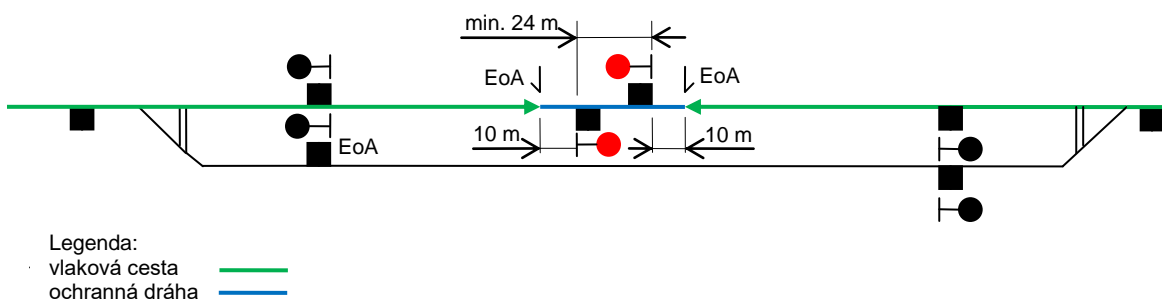 min. 24 m
EoA
EoA
10 m
10 m
EoA
Legenda:
vlaková cesta
ochranná dráha